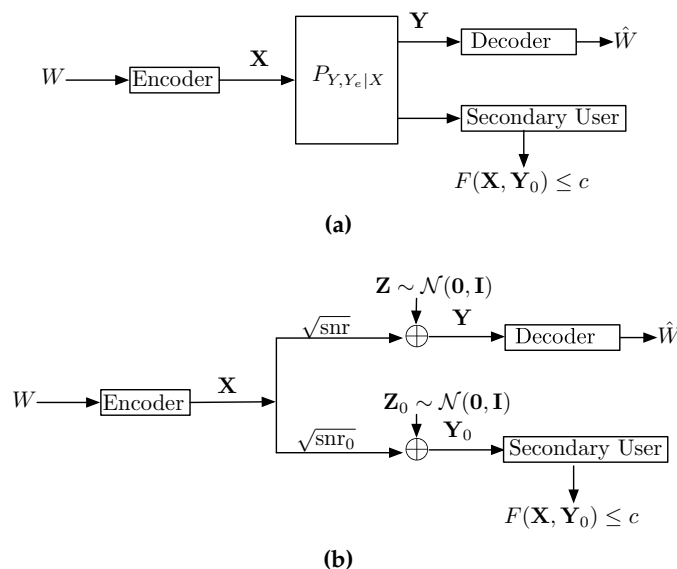 Y
W Encoder X P_{Y,Y_e|X} Decoder Ŵ
Secondary User
F(X, Y_0) ≤ c
(a)
Z ∼ N(0, I)
√snr Y Decoder Ŵ
W Encoder X
Z_0 ∼ N(0, I)
√snr_0 Y_0 Secondary User
F(X, Y_0) ≤ c
(b)